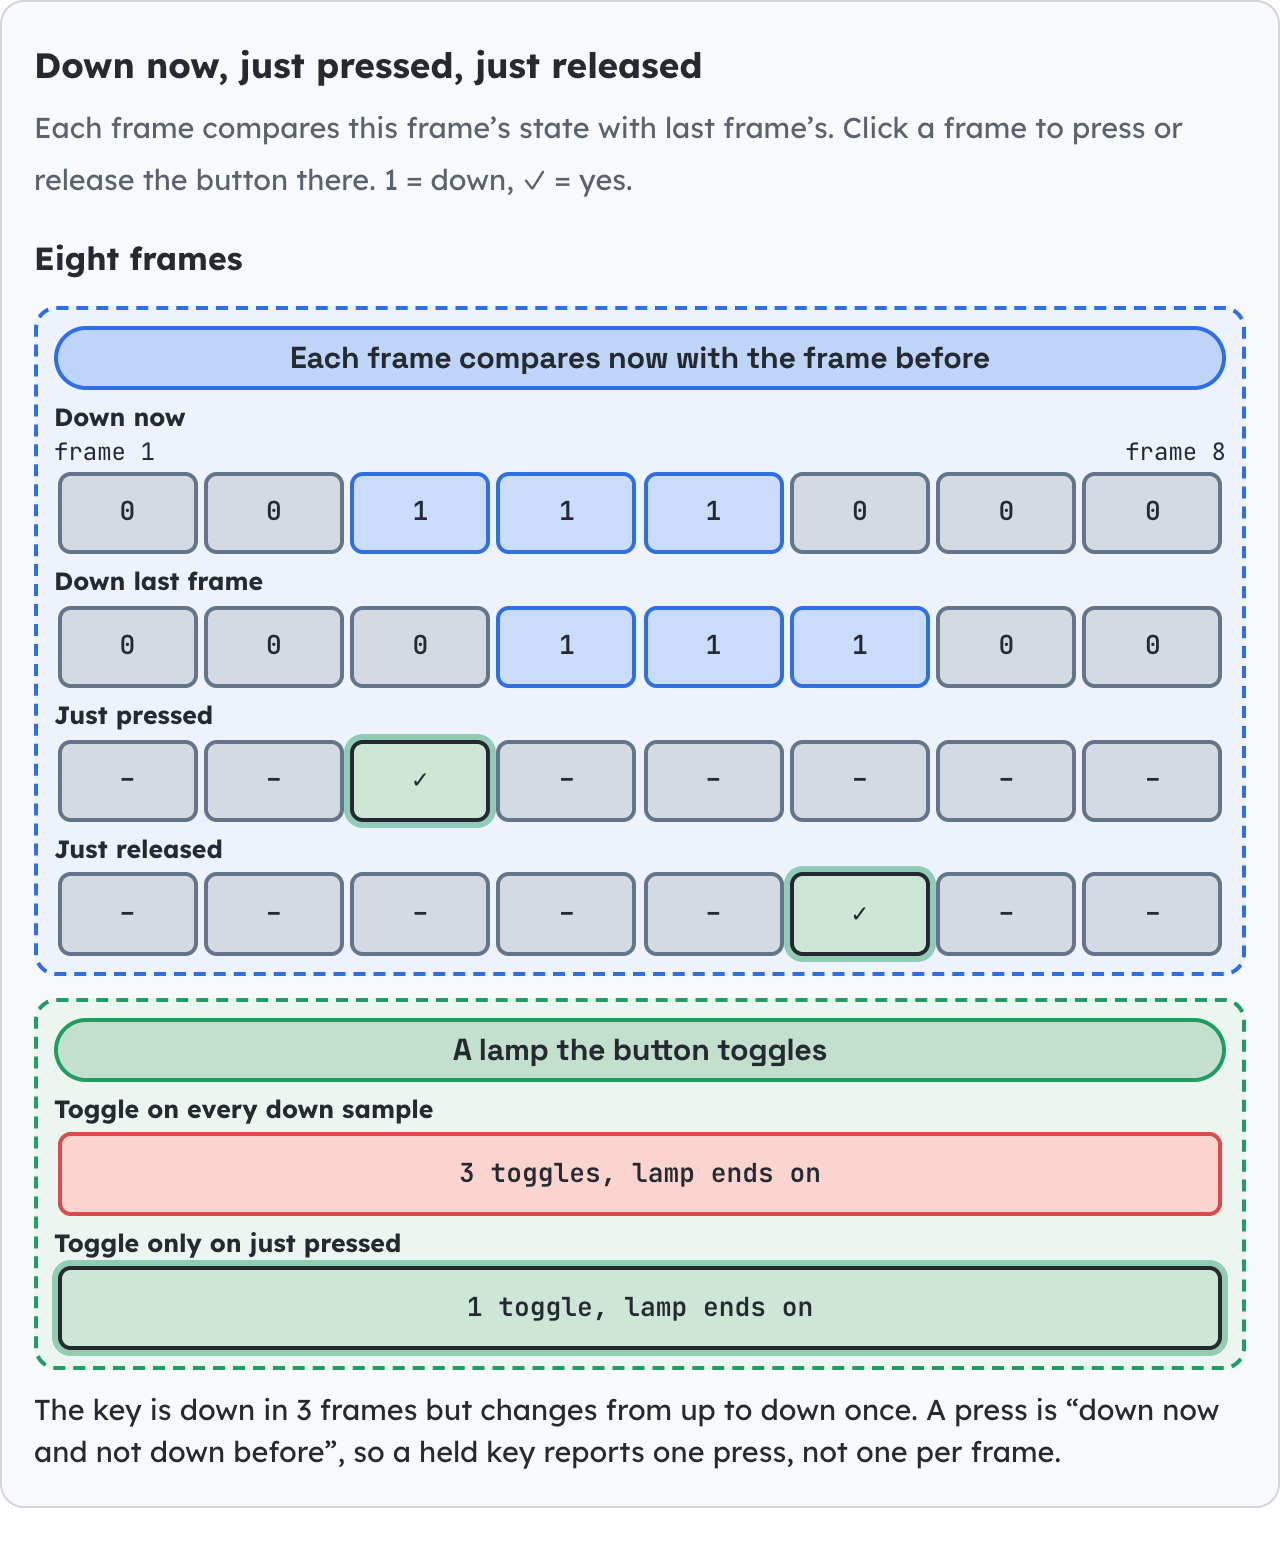 Down now, just pressed, just released
Each frame compares this frame’s state with last frame’s. Click a frame to press or
release the button there. 1 = down, ✓ = yes.
Eight frames
Each frame compares now with the frame before
Down now
frame 1 frame 8
0 0 1 1 1 0 0 0
Down last frame
0 0 0 1 1 1 0 0
Just pressed
– – ✓ – – – – –
Just released
– – – – – ✓ – –
A lamp the button toggles
Toggle on every down sample
3 toggles, lamp ends on
Toggle only on just pressed
1 toggle, lamp ends on
The key is down in 3 frames but changes from up to down once. A press is “down now
and not down before”, so a held key reports one press, not one per frame.